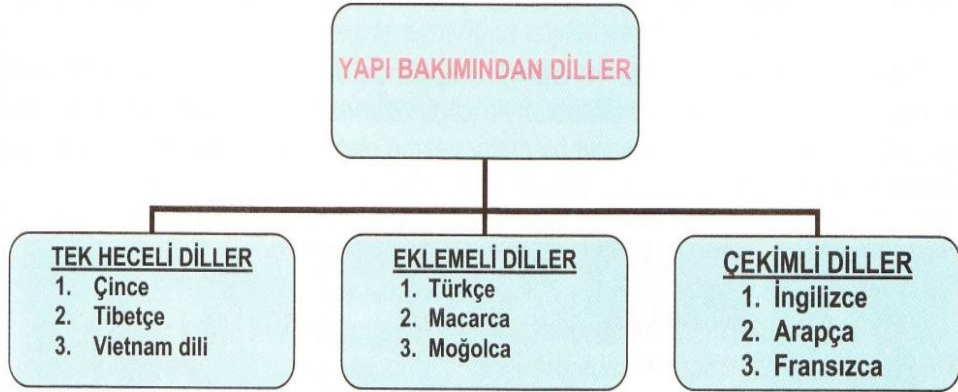 YAPI BAKIMINDAN DİLLER
TEK HECELİ DİLLER
1. Çince
2. Tibetçe
3. Vietnam dili
EKLEMELİ DİLLER
1. Türkçe
2. Macarca
3. Moğolca
ÇEKİMLİ DİLLER
1. İngilizce
2. Arapça
3. Fransızca